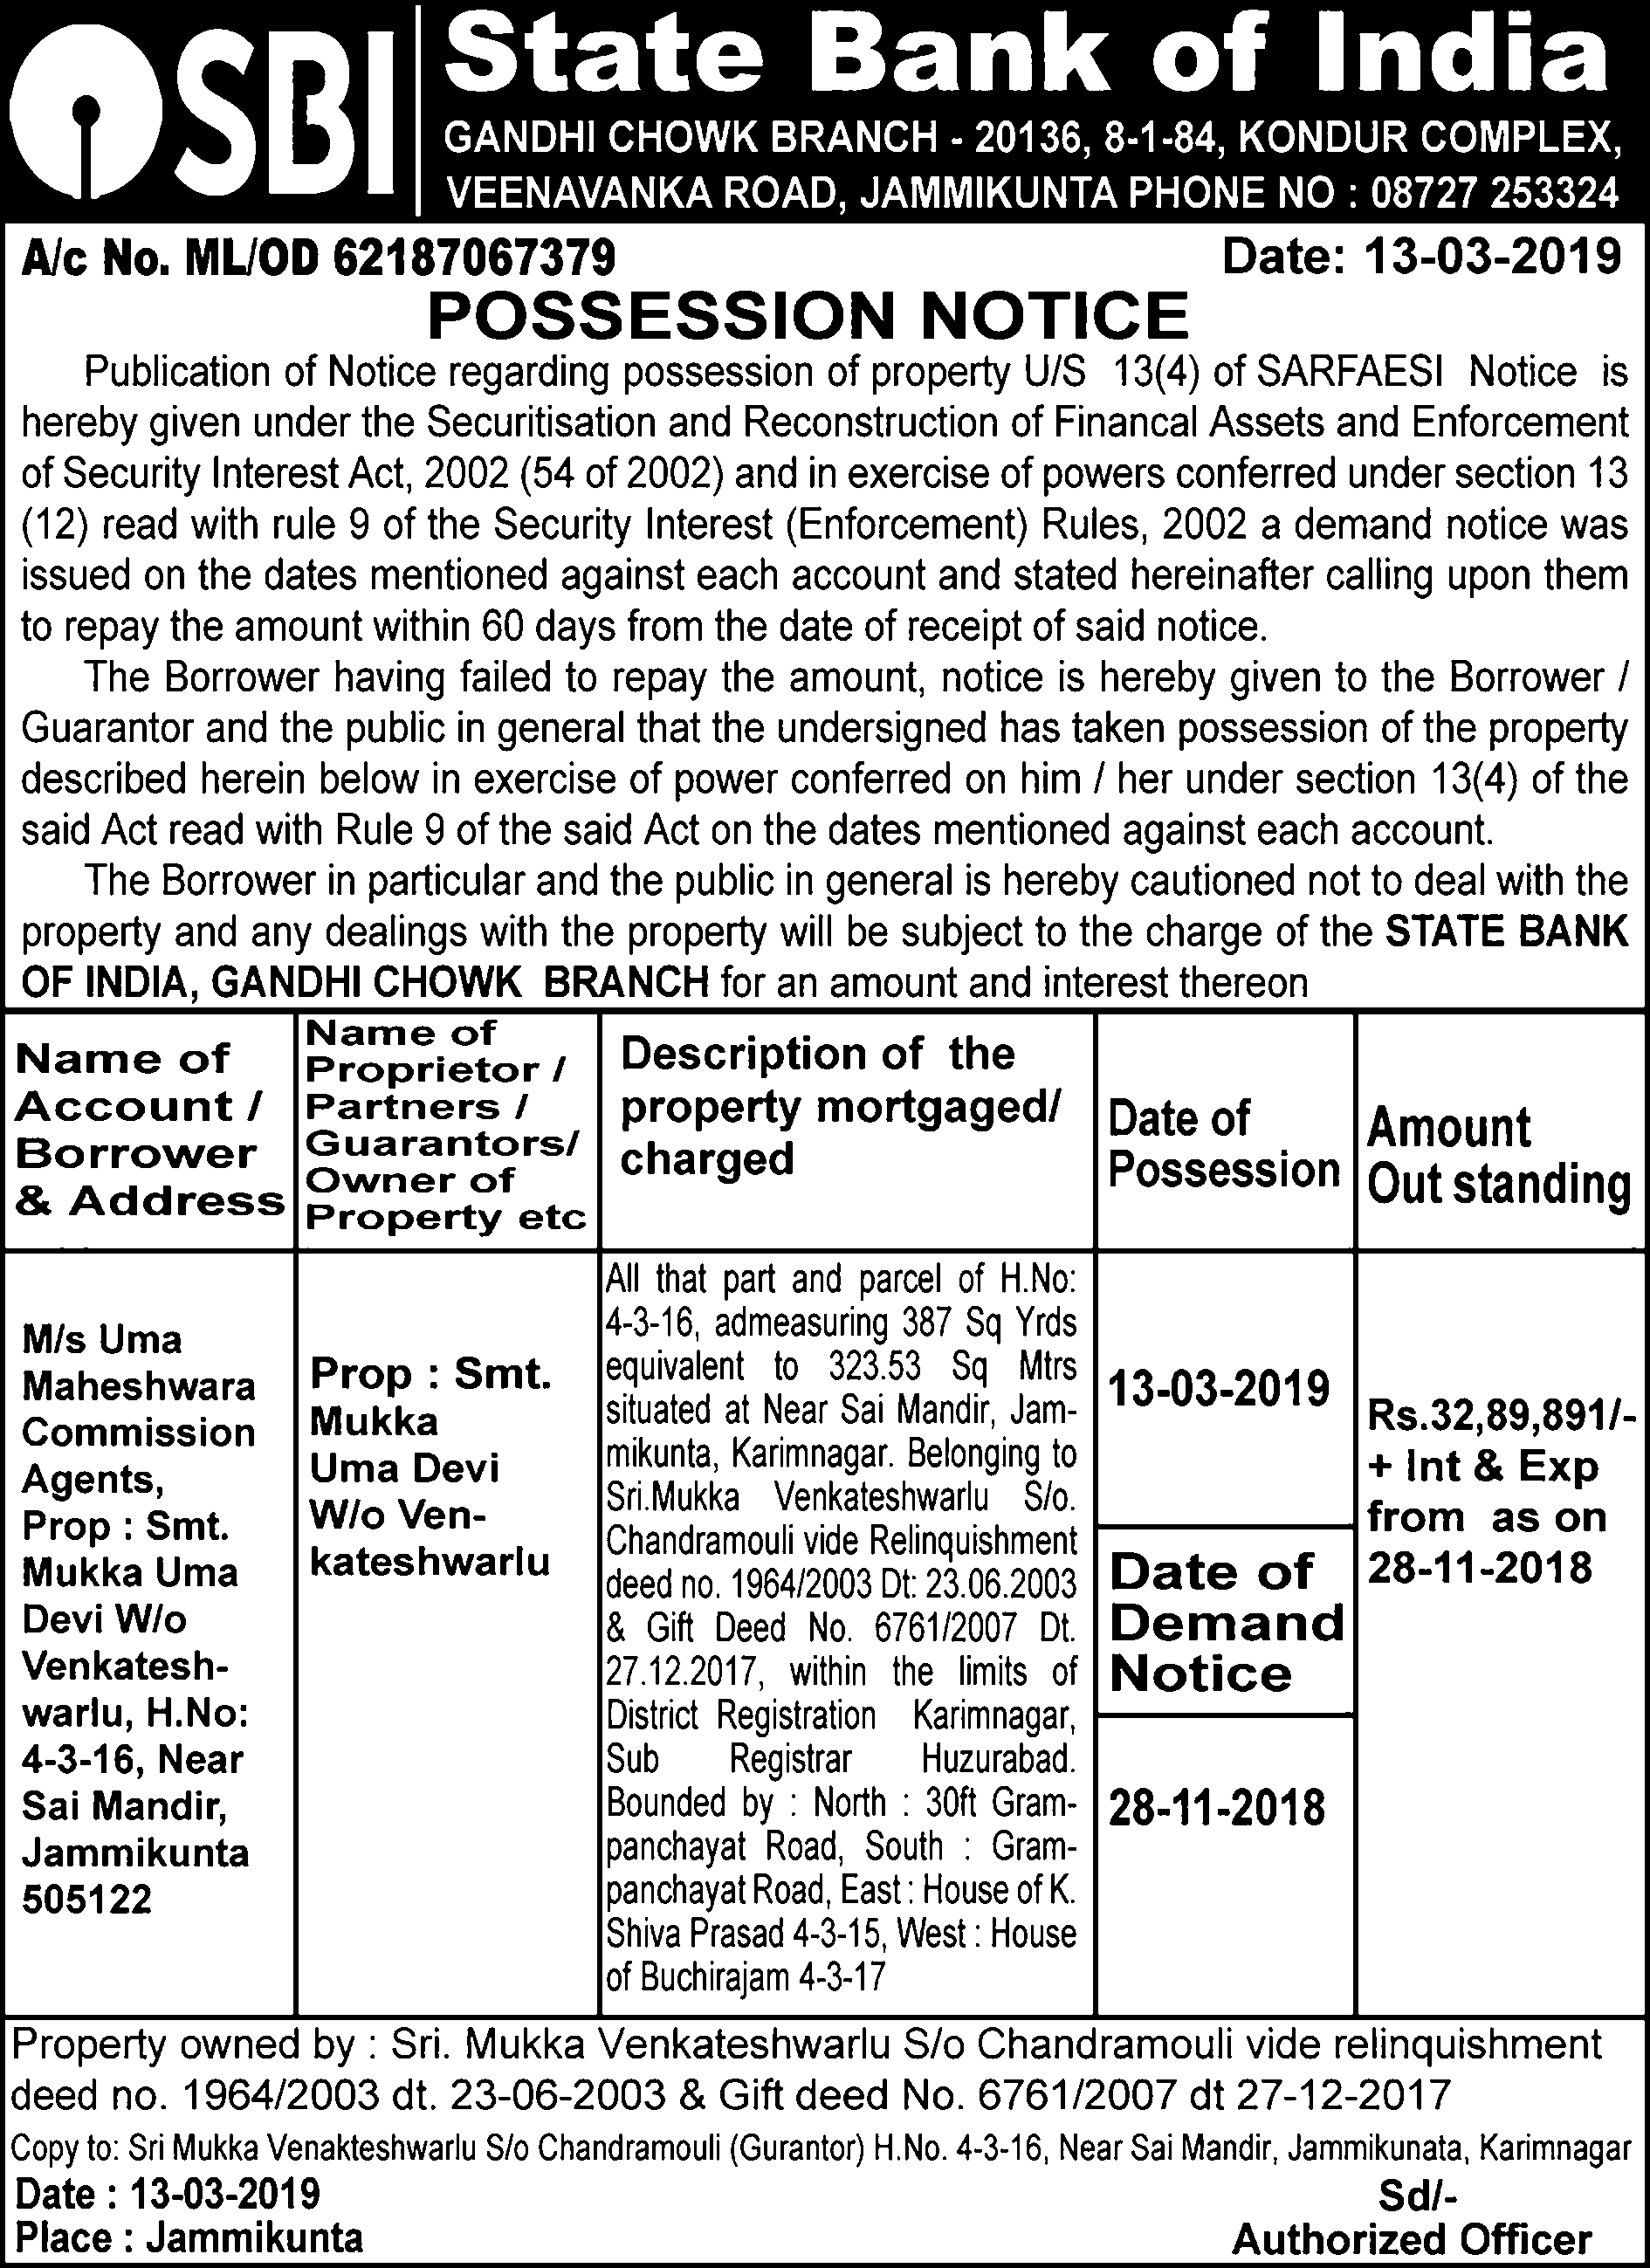 SBI
State Bank of India
GANDHI CHOWK BRANCH - 20136, 8-1-84, KONDUR COMPLEX,
VEENAVANKA ROAD, JAMMIKUNTA PHONE NO : 08727 253324
A/c No. ML/OD 62187067379 Date: 13-03-2019
POSSESSION NOTICE
Publication of Notice regarding possession of property U/S 13(4) of SARFAESI Notice is
hereby given under the Securitisation and Reconstruction of Financal Assets and Enforcement
of Security Interest Act, 2002 (54 of 2002) and in exercise of powers conferred under section 13
(12) read with rule 9 of the Security Interest (Enforcement) Rules, 2002 a demand notice was
issued on the dates mentioned against each account and stated hereinafter calling upon them
to repay the amount within 60 days from the date of receipt of said notice.
The Borrower having failed to repay the amount, notice is hereby given to the Borrower /
Guarantor and the public in general that the undersigned has taken possession of the property
described herein below in exercise of power conferred on him / her under section 13(4) of the
said Act read with Rule 9 of the said Act on the dates mentioned against each account.
The Borrower in particular and the public in general is hereby cautioned not to deal with the
property and any dealings with the property will be subject to the charge of the STATE BANK
OF INDIA, GANDHI CHOWK BRANCH for an amount and interest thereon
Name of
Account /
Borrower
& Address
Name of
Proprietor /
Partners /
Guarantors/
Owner of
Property etc
Description of the
property mortgaged/
charged
Date of
Possession
Amount
Out standing
M/s Uma
Maheshwara
Commission
Agents,
Prop : Smt.
Mukka Uma
Devi W/o
Venkatesh-
warlu, H.No:
4-3-16, Near
Sai Mandir,
Jammikunta
505122
Prop : Smt.
Mukka
Uma Devi
W/o Ven-
kateshwarlu
All that part and parcel of H.No:
4-3-16, admeasuring 387 Sq Yrds
equivalent to 323.53 Sq Mtrs
situated at Near Sai Mandir, Jam-
mikunta, Karimnagar. Belonging to
Sri.Mukka Venkateshwarlu S/o.
Chandramouli vide Relinquishment
deed no. 1964/2003 Dt: 23.06.2003
& Gift Deed No. 6761/2007 Dt.
27.12.2017, within the limits of
District Registration Karimnagar,
Sub Registrar Huzurabad.
Bounded by : North : 30ft Gram-
panchayat Road, South : Gram-
panchayat Road, East : House of K.
Shiva Prasad 4-3-15, West : House
of Buchirajam 4-3-17
13-03-2019
Date of
Demand
Notice
28-11-2018
Rs.32,89,891/-
+ Int & Exp
from as on
28-11-2018
Property owned by : Sri. Mukka Venkateshwarlu S/o Chandramouli vide relinquishment
deed no. 1964/2003 dt. 23-06-2003 & Gift deed No. 6761/2007 dt 27-12-2017
Copy to: Sri Mukka Venakteshwarlu S/o Chandramouli (Gurantor) H.No. 4-3-16, Near Sai Mandir, Jammikunata, Karimnagar
Date : 13-03-2019 Sd/-
Place : Jammikunta Authorized Officer